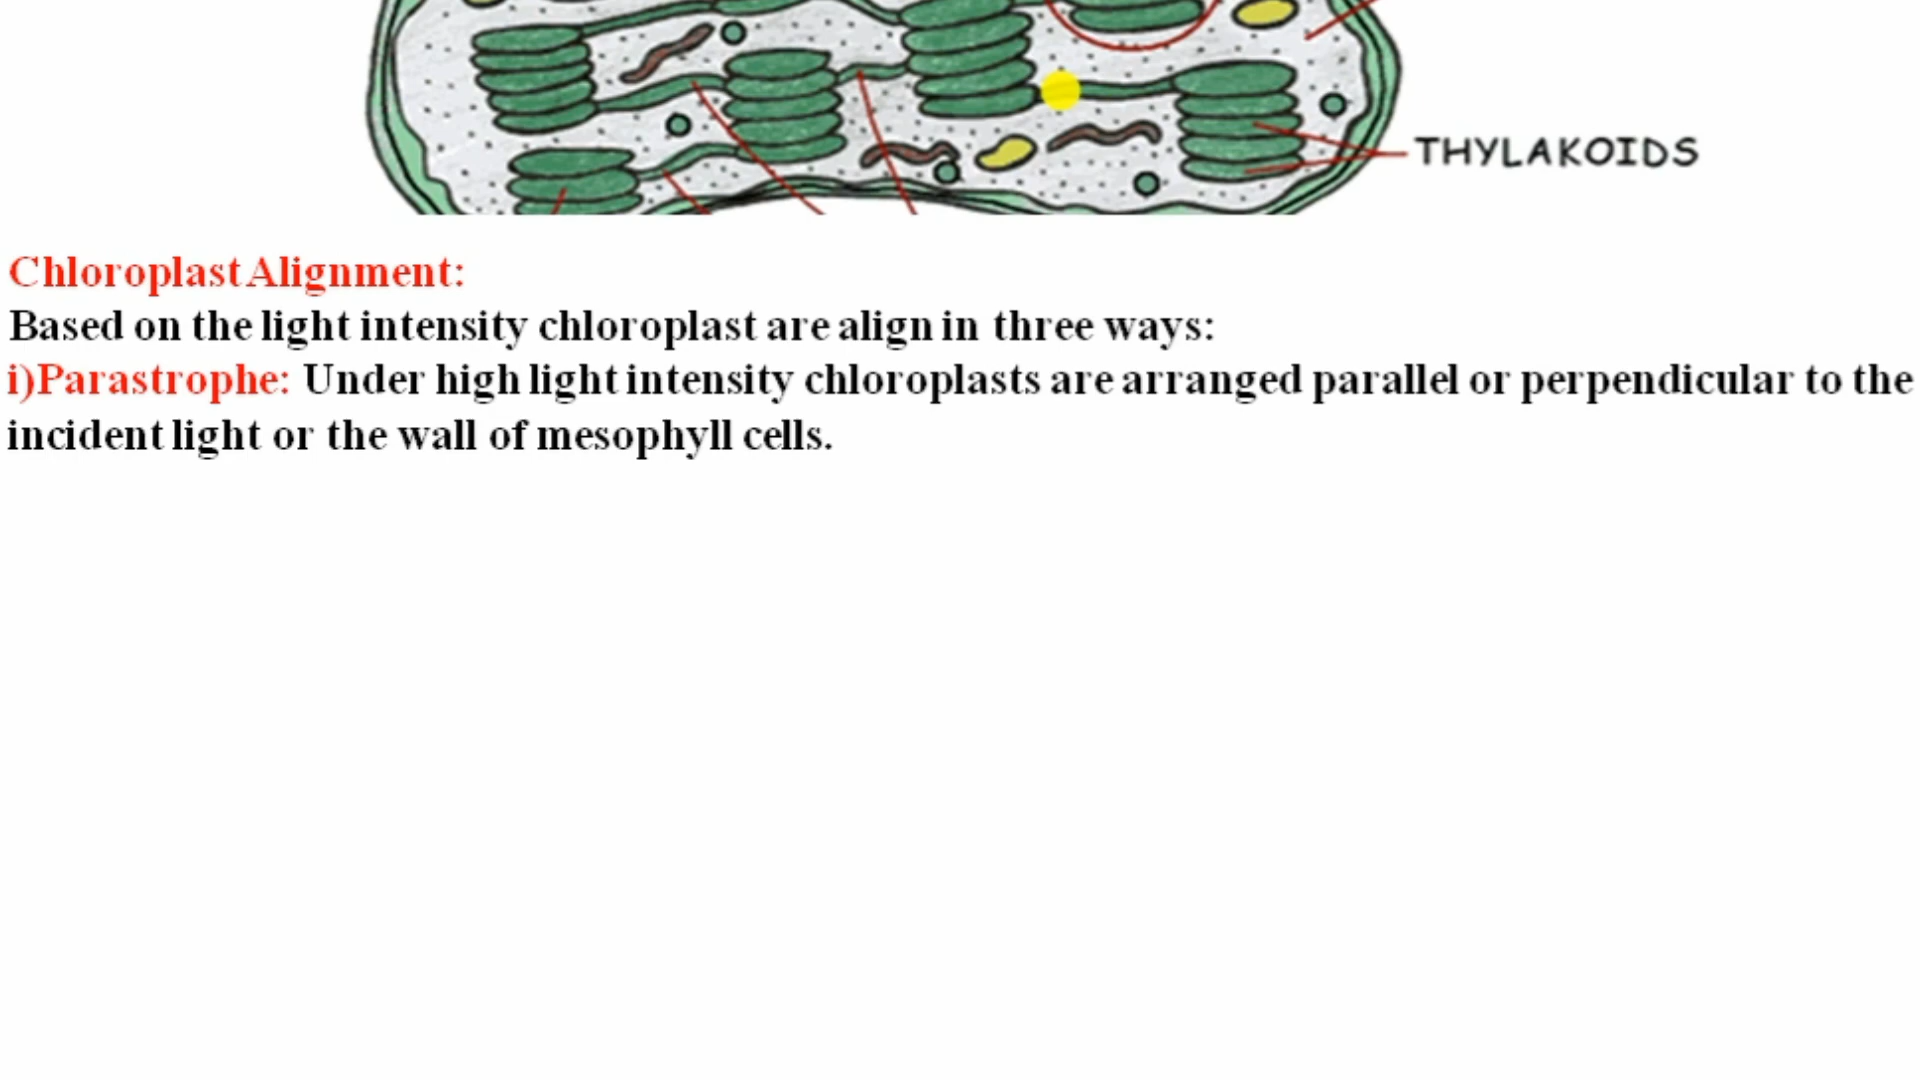 THYLAKOIDS
Chloroplast Alignment:
Based on the light intensity chloroplast are align in three ways:
i)Parastrophe: Under high light intensity chloroplasts are arranged parallel or perpendicular to the
incident light or the wall of mesophyll cells.